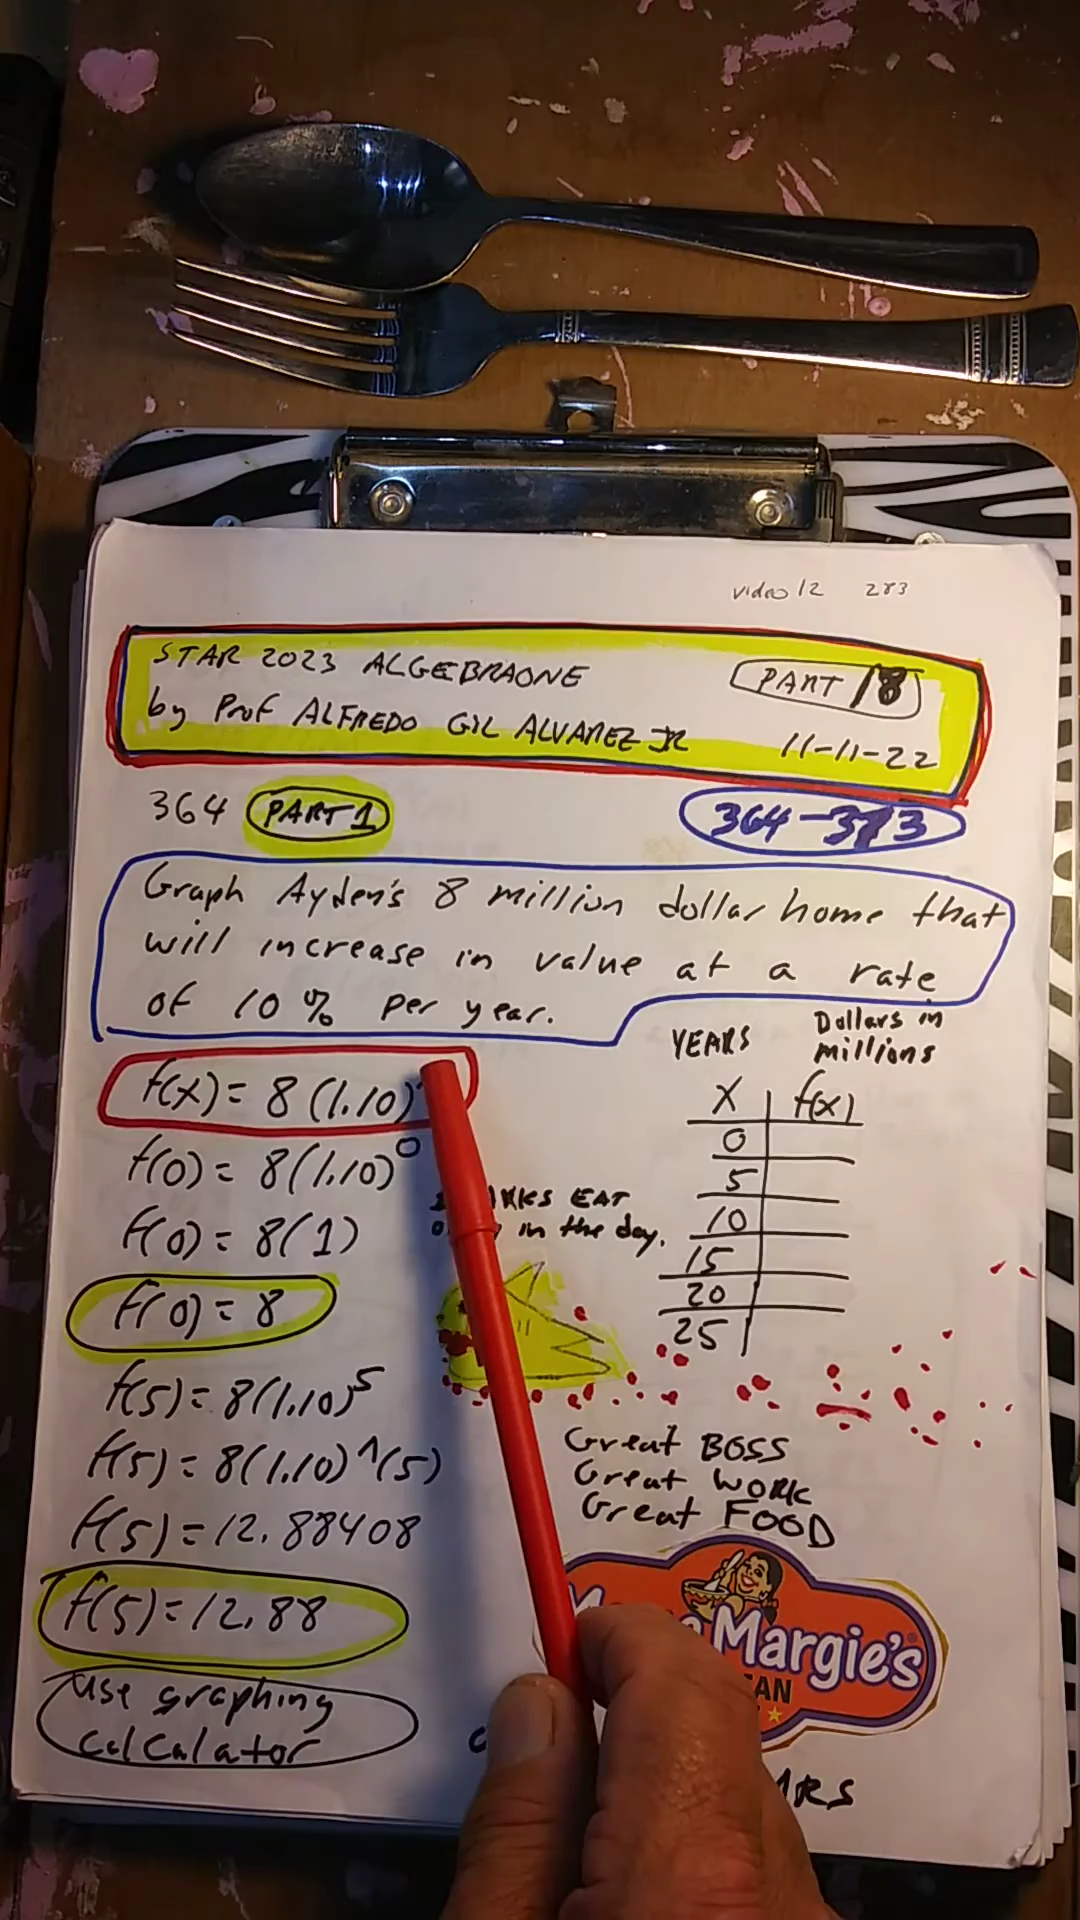 video 12 283
STAR 2023 ALGEBRAONE
by Prof ALFREDO GIL ALVAREZ JR
PART 18
11-11-22
364 PART 1
364-373
Graph Ayden's 8 million dollar home that
will increase in value at a rate
of 10% per year.
YEARS
Dollars in
millions
x f(x)
0
5
10
15
20
25
f(x) = 8(1.10)
f(0) = 8(1.10)^0
f(0) = 8(1)
f(0) = 8
EAT
in the day.
f(5) = 8(1.10)^5
f(5) = 8(1.10)^(5)
f(5) = 12.88408
f(5) = 12.88
use graphing
calculator
Great BOSS
Great WORK
Great FOOD
Margie's